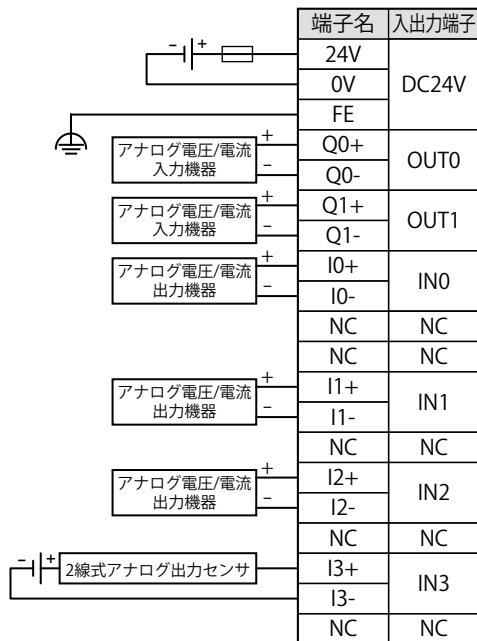 端子名 入出力端子
- + 24V DC24V
0V
FE
アナログ電圧/電流
入力機器
+ Q0+ OUT0
- Q0-
アナログ電圧/電流
入力機器
+ Q1+ OUT1
- Q1-
アナログ電圧/電流
出力機器
+ I0+ IN0
- I0-
NC NC
NC NC
アナログ電圧/電流
出力機器
+ I1+ IN1
- I1-
NC NC
アナログ電圧/電流
出力機器
+ I2+ IN2
- I2-
NC NC
- + 2線式アナログ出力センサ I3+ IN3
I3-
NC NC